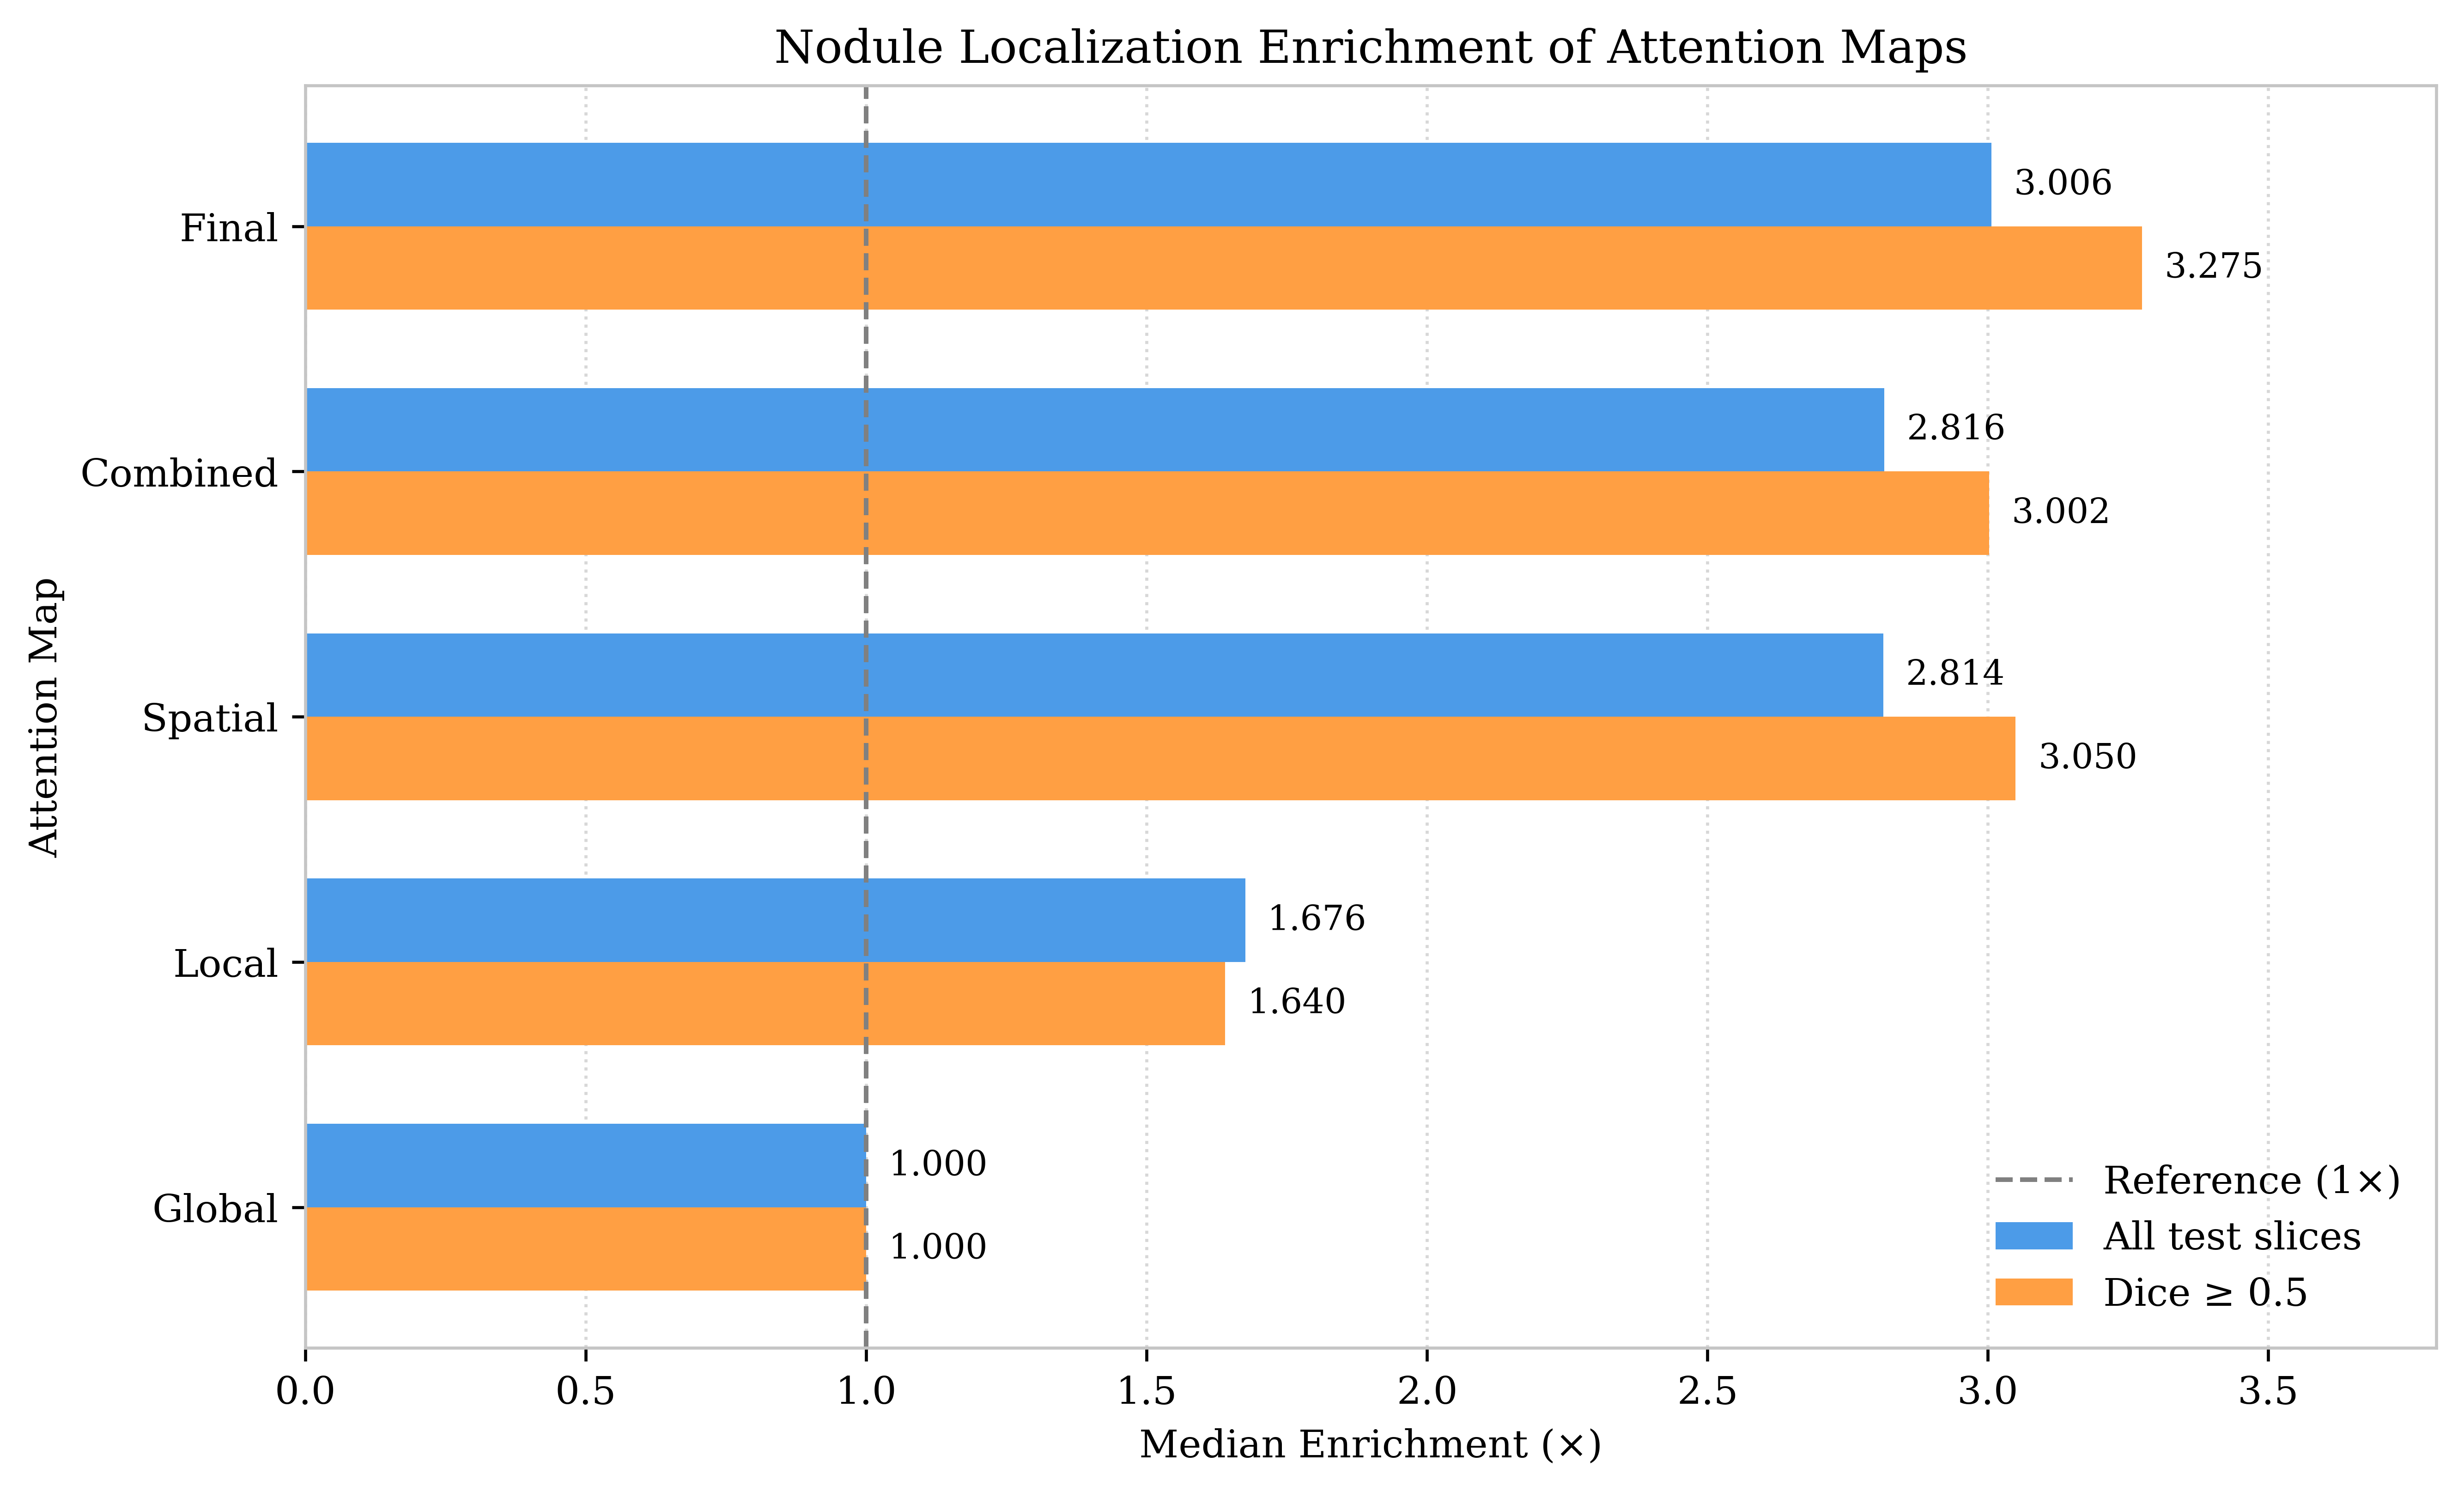 Nodule Localization Enrichment of Attention Maps
Attention Map
Final
3.006
3.275
Combined
2.816
3.002
Spatial
2.814
3.050
Local
1.676
1.640
Global
1.000
1.000
Reference (1×)
All test slices
Dice ≥ 0.5
0.0 0.5 1.0 1.5 2.0 2.5 3.0 3.5
Median Enrichment (×)